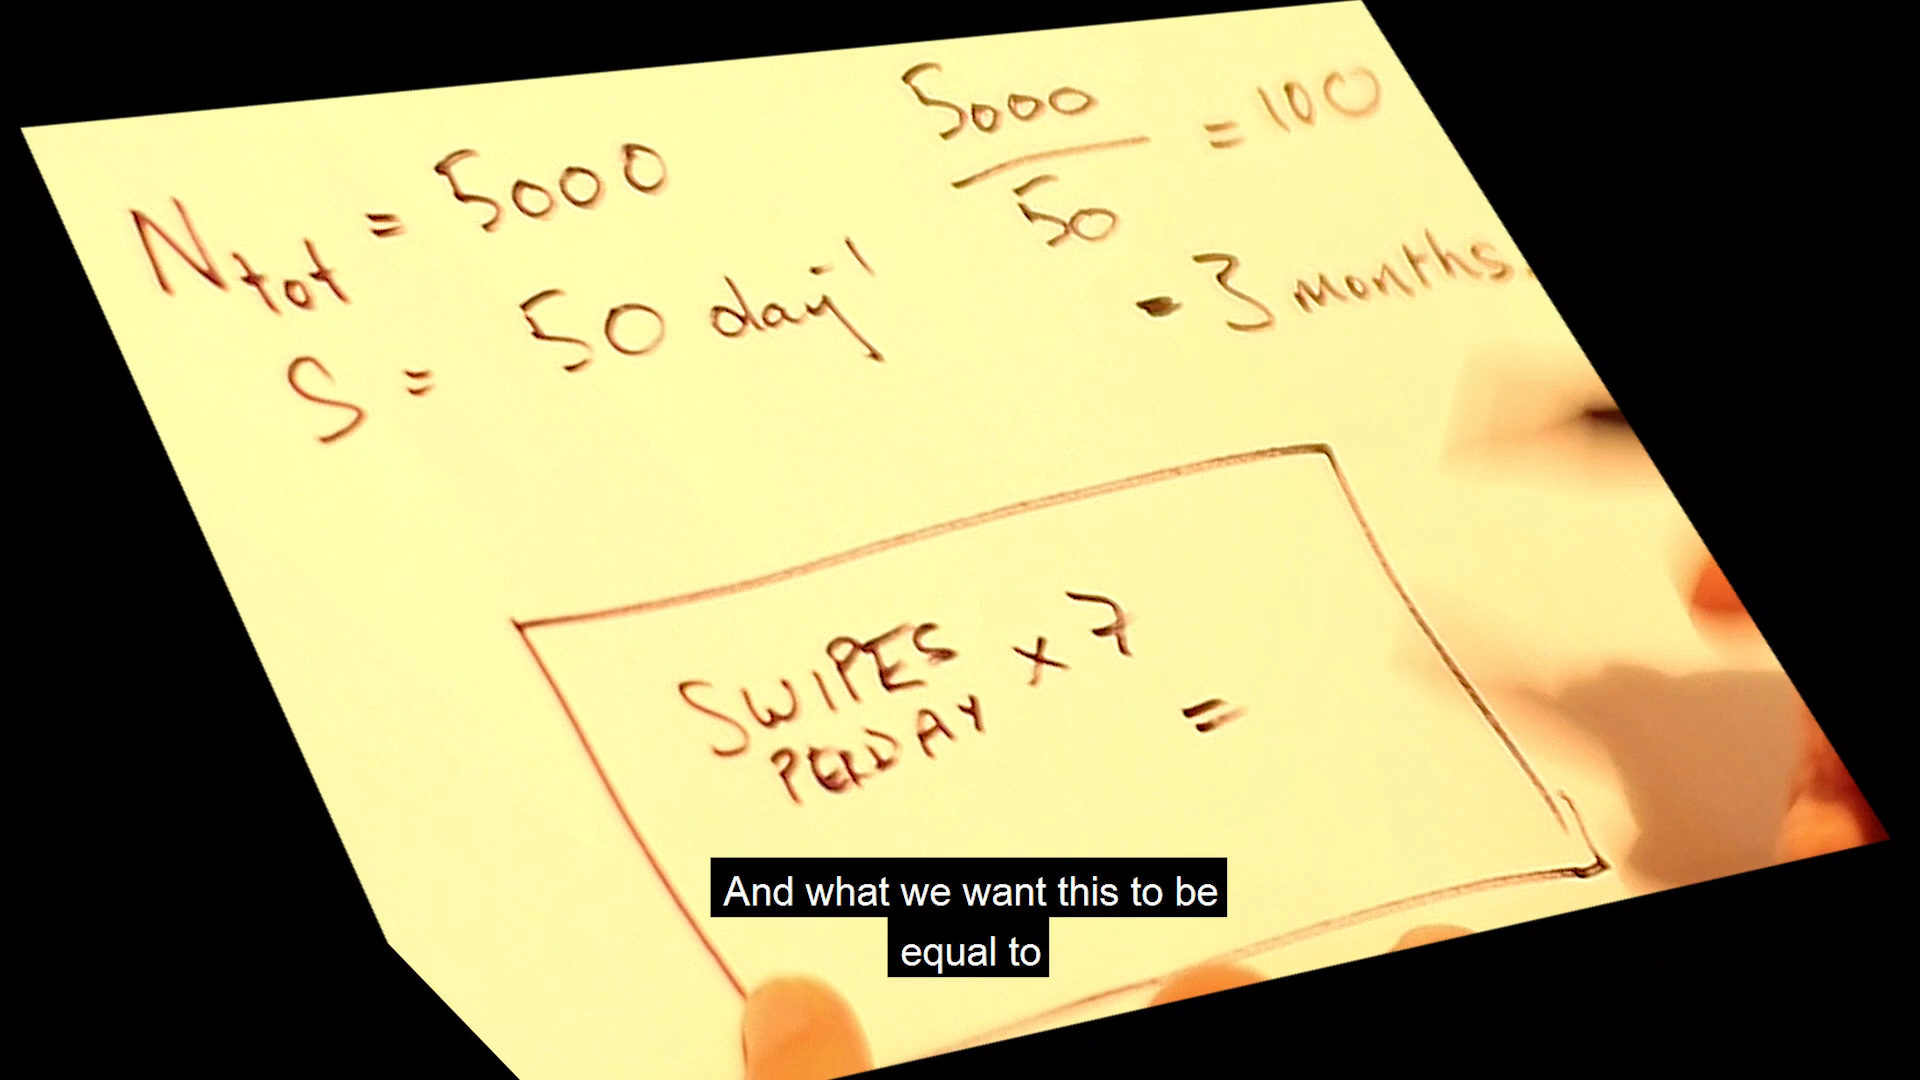 N tot = 5000
S = 50 day⁻¹
5000
50
= 100
= 3 months.
SWIPES × 7
PER DAY
=
And what we want this to be
equal to